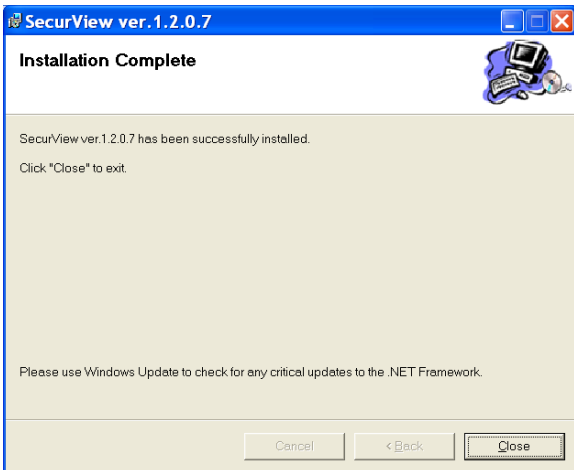 SecurView ver.1.2.0.7
Installation Complete
SecurView ver.1.2.0.7 has been successfully installed.
Click "Close" to exit.
Please use Windows Update to check for any critical updates to the .NET Framework.
Cancel < Back Close